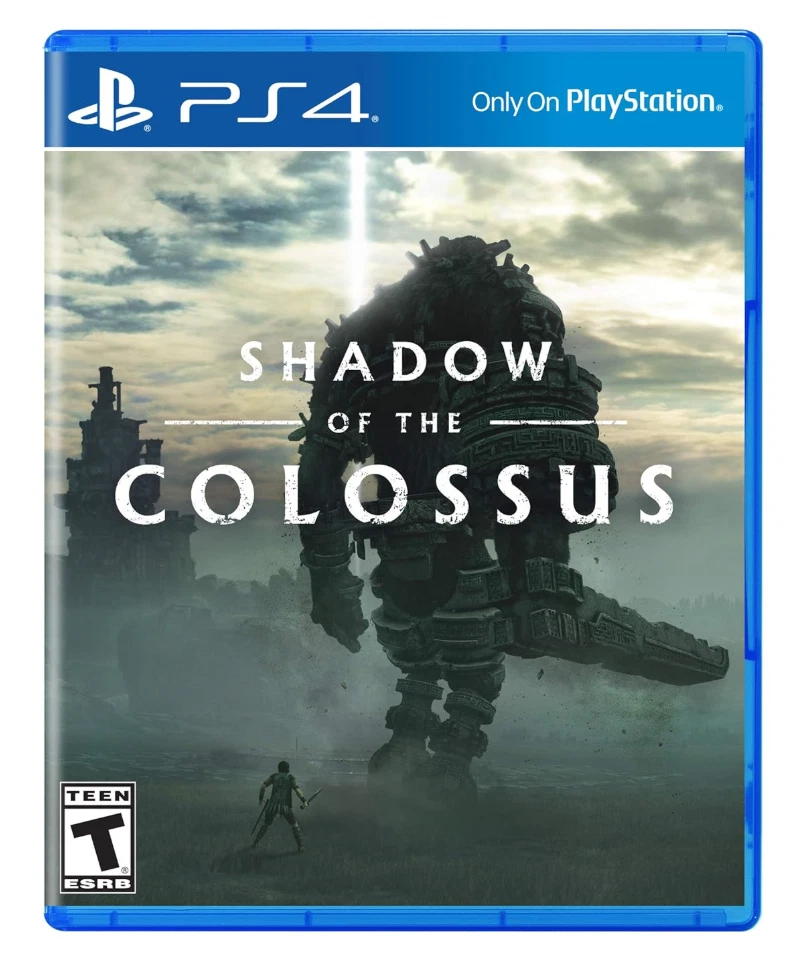 PS4®
Only On PlayStation®
SHADOW
OF THE
COLOSSUS
TEEN
T®
ESRB